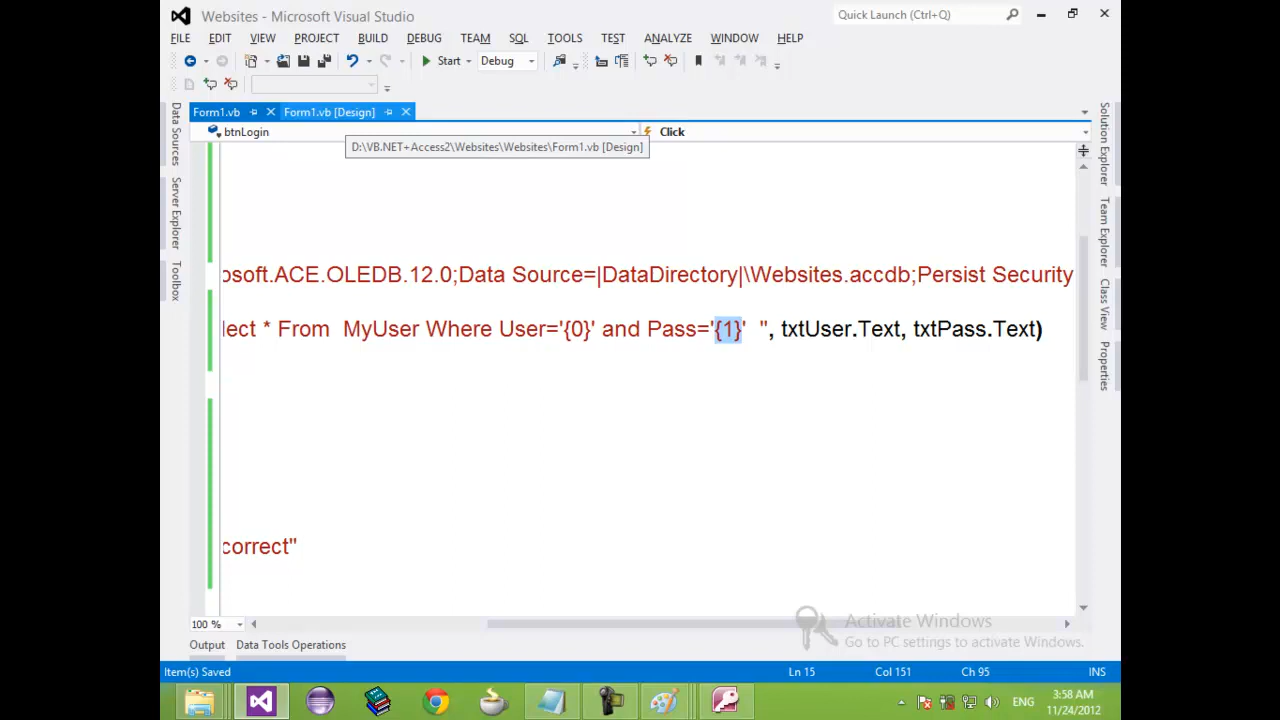 Websites - Microsoft Visual Studio
Quick Launch (Ctrl+Q)
FILE EDIT VIEW PROJECT BUILD DEBUG TEAM SQL TOOLS TEST ANALYZE WINDOW HELP
Start Debug
Form1.vb Form1.vb [Design]
btnLogin Click
D:\VB.NET+Access2\Websites\Websites\Form1.vb [Design]
Data Sources
Server Explorer
Toolbox
osoft.ACE.OLEDB.12.0;Data Source=|DataDirectory|\Websites.accdb;Persist Security
lect * From  MyUser Where User='{0}' and Pass='{1}'  ", txtUser.Text, txtPass.Text)
correct"
Solution Explorer
Team Explorer
Class View
Properties
100 %
Activate Windows
Go to PC settings to activate Windows.
Output Data Tools Operations
Item(s) Saved Ln 15 Col 151 Ch 95 INS
ENG
3:58 AM
11/24/2012